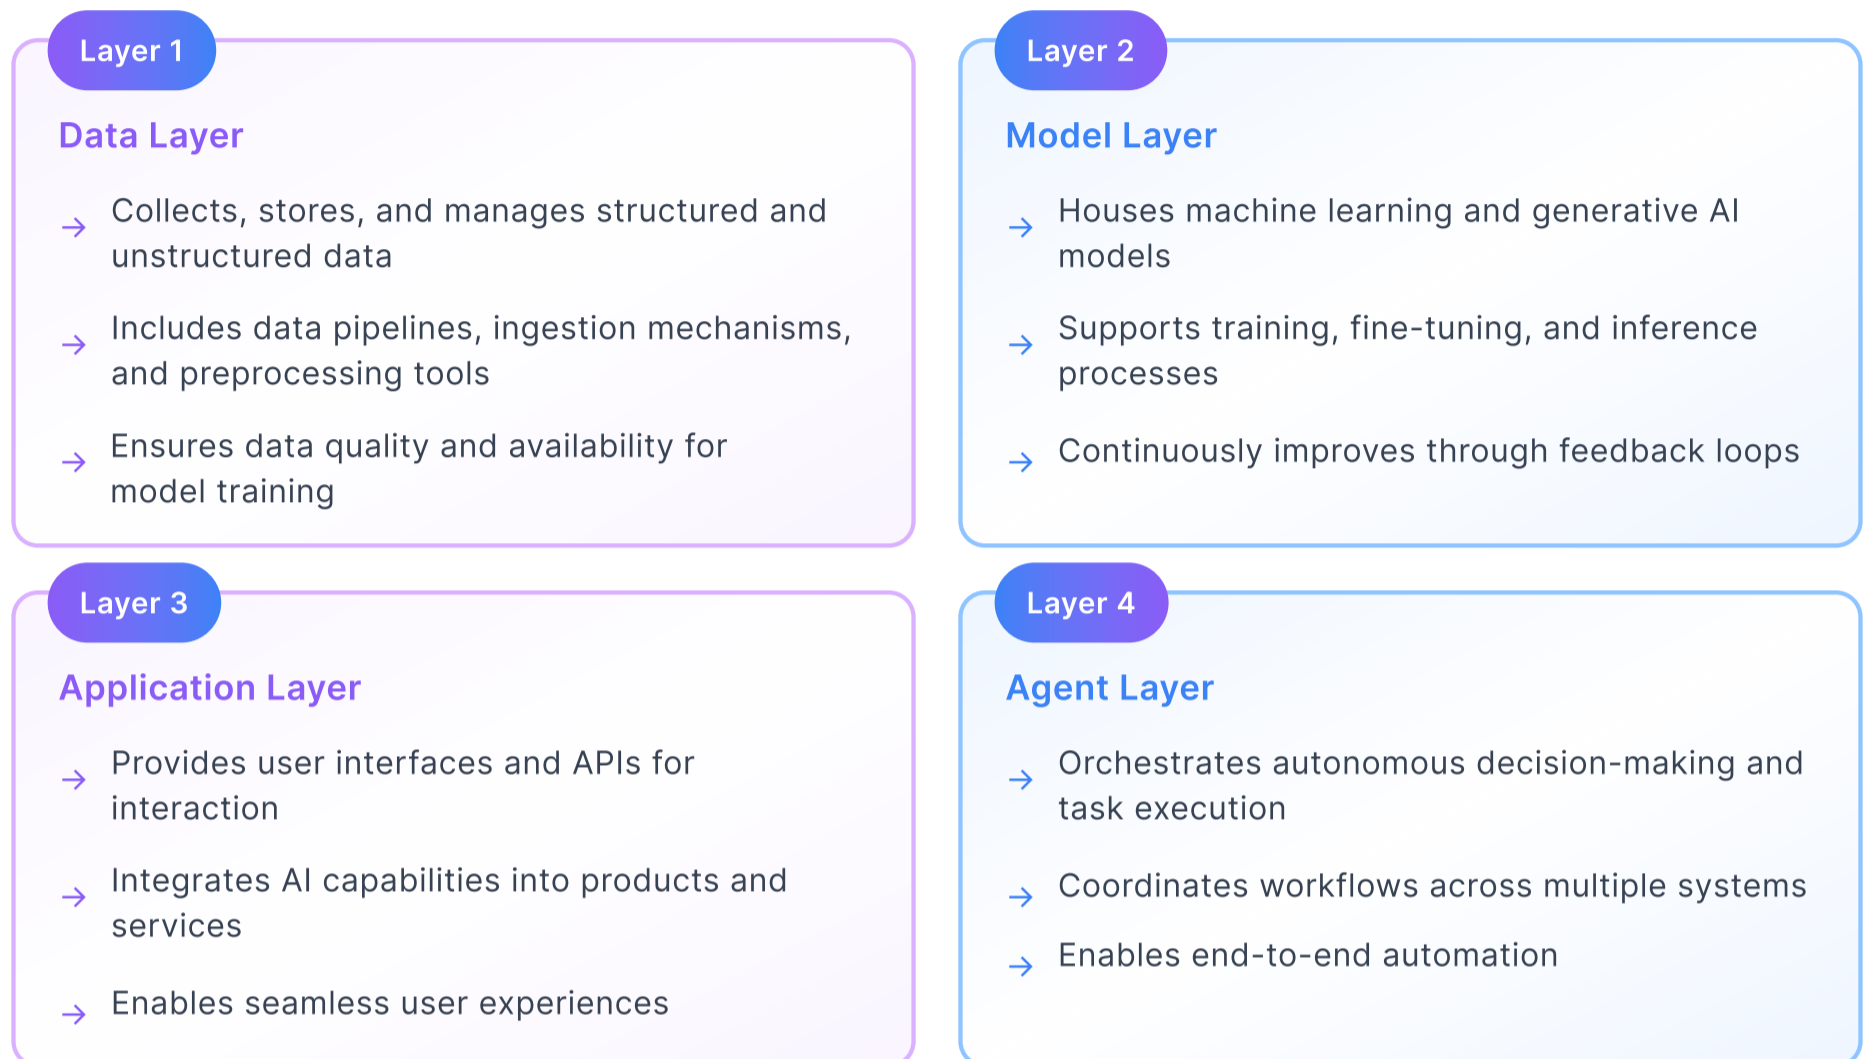 Layer 1
Data Layer
→ Collects, stores, and manages structured and
unstructured data
→ Includes data pipelines, ingestion mechanisms,
and preprocessing tools
→ Ensures data quality and availability for
model training
Layer 2
Model Layer
→ Houses machine learning and generative AI
models
→ Supports training, fine-tuning, and inference
processes
→ Continuously improves through feedback loops
Layer 3
Application Layer
→ Provides user interfaces and APIs for
interaction
→ Integrates AI capabilities into products and
services
→ Enables seamless user experiences
Layer 4
Agent Layer
→ Orchestrates autonomous decision-making and
task execution
→ Coordinates workflows across multiple systems
→ Enables end-to-end automation